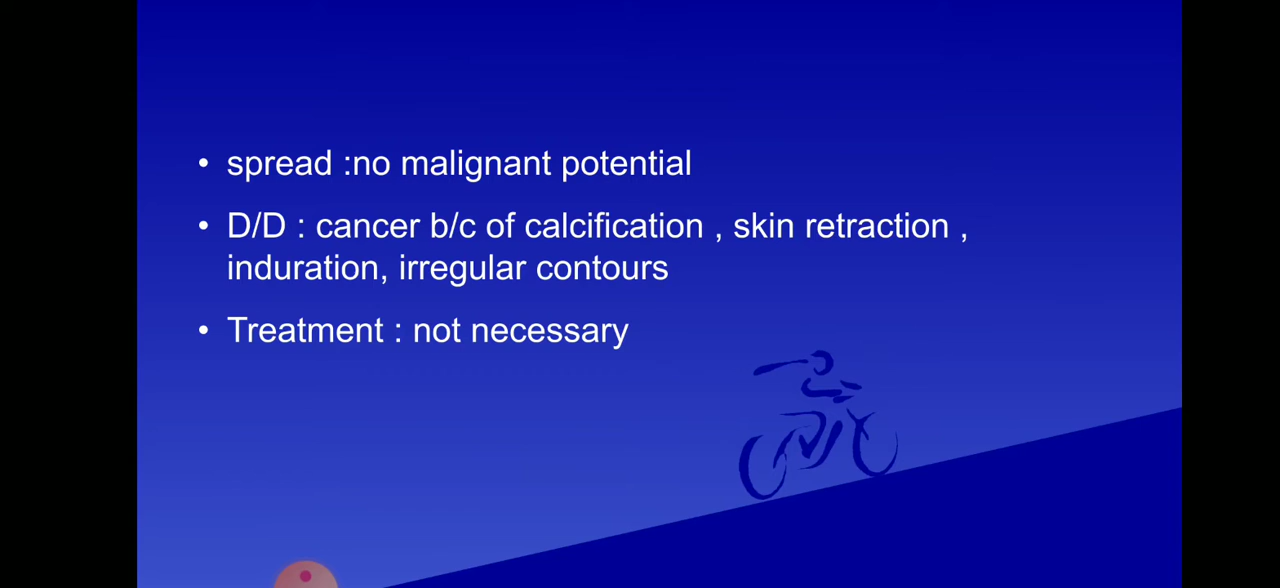 • spread :no malignant potential
• D/D : cancer b/c of calcification , skin retraction ,
induration, irregular contours
• Treatment : not necessary